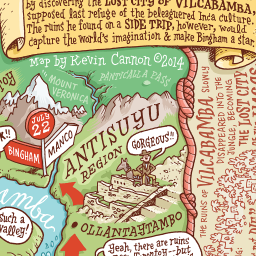 by discovering the LOST CITY OF VILCABAMBA,
supposed last refuge of the beleaguered Inca culture.
The ruins he found on a SIDE TRIP, however, would
capture the world's imagination & make Bingham a star
Map by Kevin Cannon ©2014
MOUNT
VERONICA
PANTICALLA PASS
JULY
22
BINGHAM
MANCO
ANTISUYU
REGION
GORGEOUS!!
OLLANTAYTAMBO
Such a
valley!
Yeah, there are ruins
THE RUINS OF VILCABAMBA SLOWLY
DISAPPEARED INTO THE
JUNGLE, BECOMING
THE LOST CITY